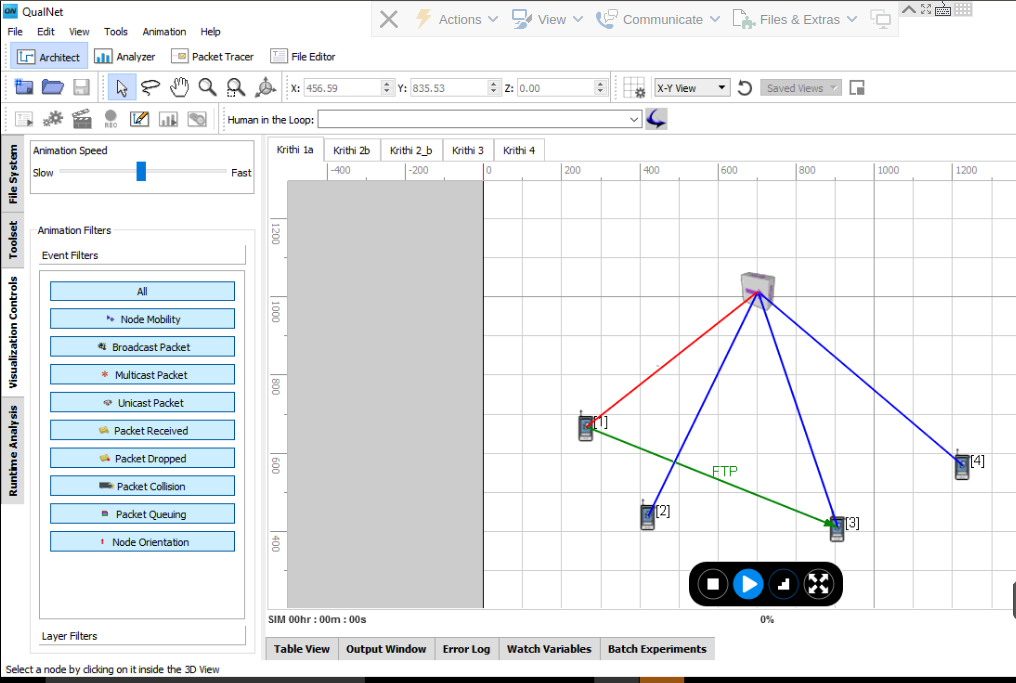 QualNet
Actions View Communicate Files & Extras
File Edit View Tools Animation Help
Architect Analyzer Packet Tracer File Editor
X: 456.59 Y: 835.53 Z: 0.00 X-Y View Saved Views
REC Human in the Loop:
File System
Toolset
Visualization Controls
Runtime Analysis
Animation Speed
Slow Fast
Animation Filters
Event Filters
All
Node Mobility
Broadcast Packet
Multicast Packet
Unicast Packet
Packet Received
Packet Dropped
Packet Collision
Packet Queuing
Node Orientation
Layer Filters
Krithi 1a Krithi 2b Krithi 2_b Krithi 3 Krithi 4
-400 -200 0 200 400 600 800 1000 1200
1200
1000
800
600
400
[1]
[4]
FTP
[2]
[3]
SIM 00hr : 00m : 00s 0%
Table View Output Window Error Log Watch Variables Batch Experiments
Select a node by clicking on it inside the 3D View